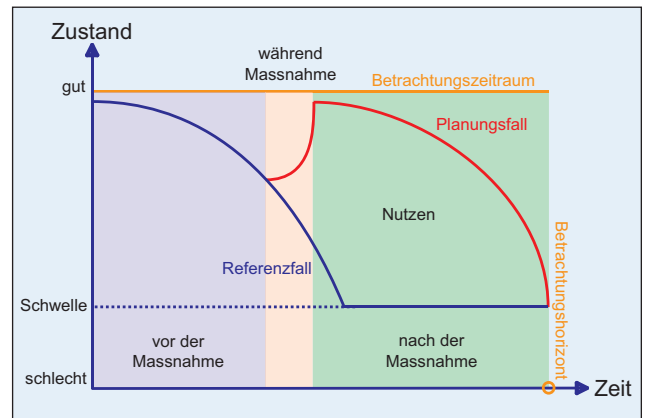 Zustand
gut
während
Massnahme
Betrachtungszeitraum
Planungsfall
Nutzen
Referenzfall
Betrachtungshorizont
Schwelle
vor der
Massnahme
nach der
Massnahme
schlecht
Zeit